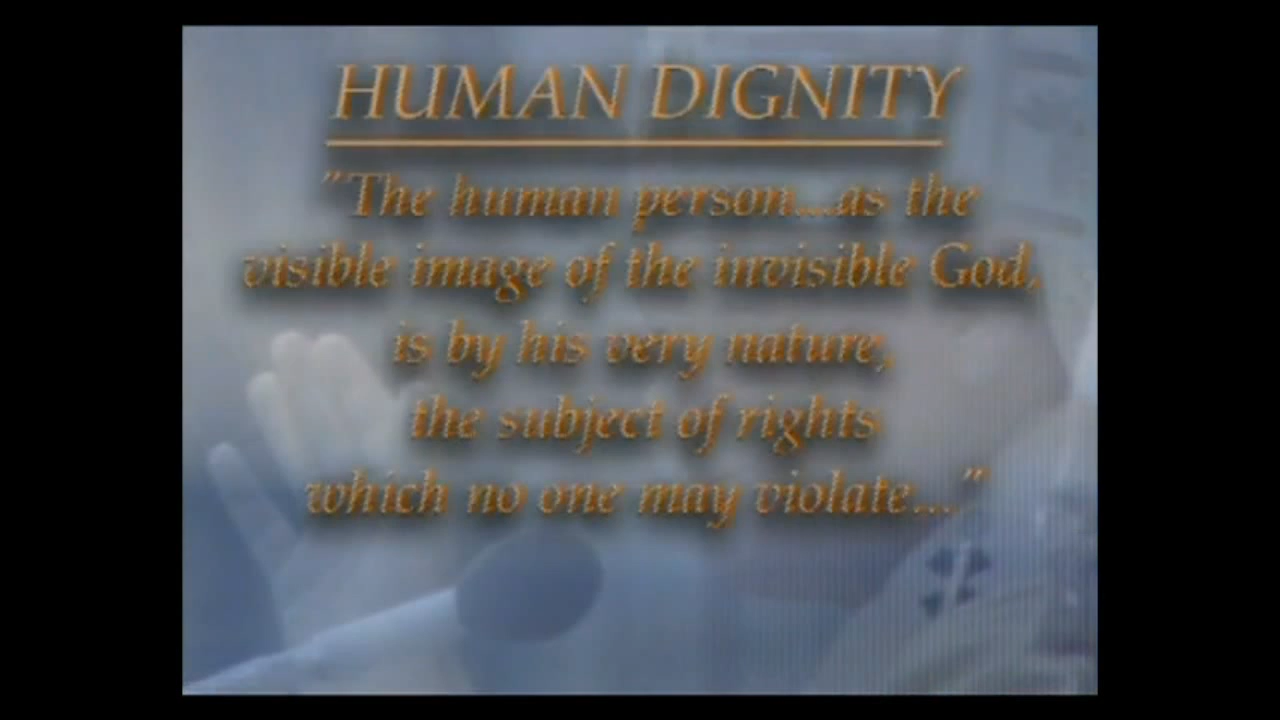 HUMAN DIGNITY
"The human person....as the
visible image of the invisible God,
is by his very nature,
the subject of rights
which no one may violate...."